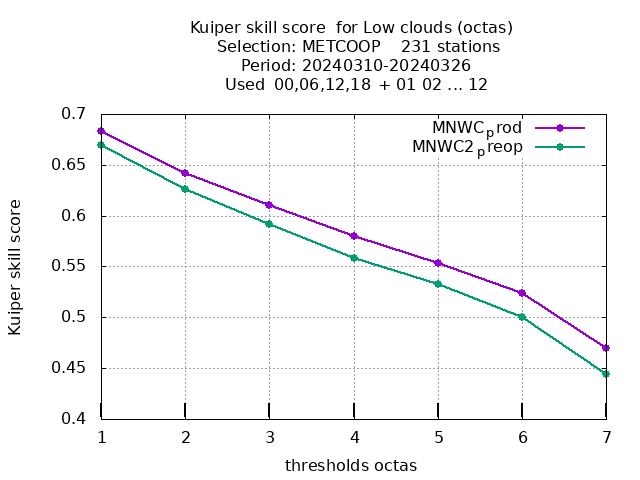 Kuiper skill score  for Low clouds (octas)
Selection: METCOOP    231 stations
Period: 20240310-20240326
Used  00,06,12,18 + 01 02 ... 12
0.7
0.65
0.6
0.55
0.5
0.45
0.4
Kuiper skill score
MNWCprod
MNWC2preop
1 2 3 4 5 6 7
thresholds octas